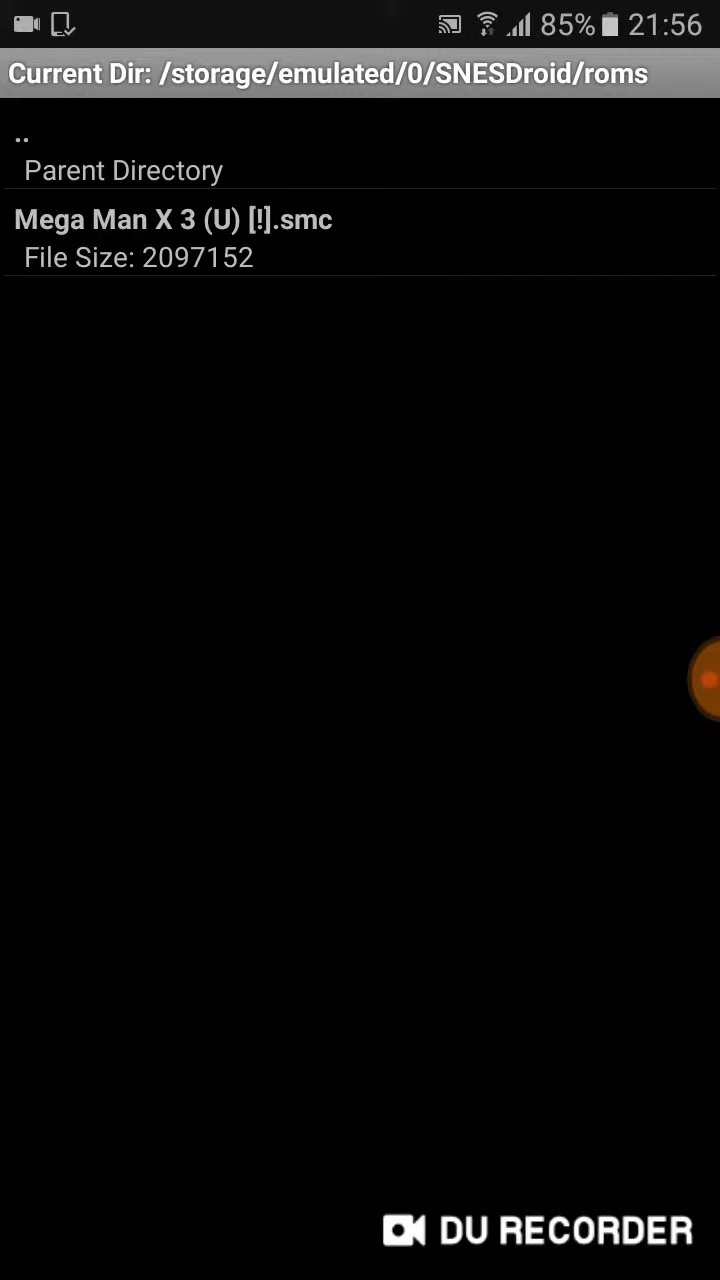 85% 21:56
Current Dir: /storage/emulated/0/SNESDroid/roms
..
Parent Directory
Mega Man X 3 (U) [!].smc
File Size: 2097152
DU RECORDER